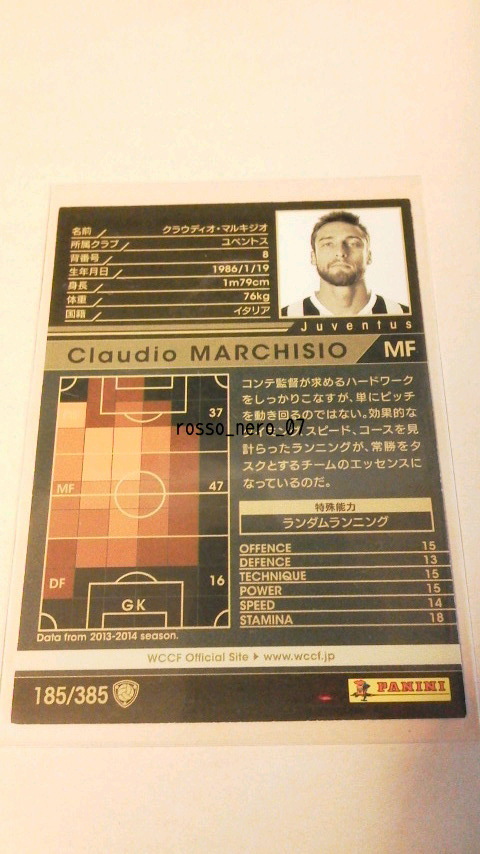 名前 クラウディオ・マルキジオ
所属クラブ ユベントス
背番号 8
生年月日 1986/1/19
身長 1m79cm
体重 76kg
国籍 イタリア
Juventus
Claudio MARCHISIO MF
37
MF 47
DF 16
GK
Data from 2013-2014 season.
コンテ監督が求めるハードワーク
をしっかりこなすが、単にピッチ
を動き回るのではない。効果的な
rosso_nero_07
スピード、コースを見
計らったランニングが、常勝をタ
スクとするチームのエッセンスに
なっているのだ。
特殊能力
ランダムランニング
OFFENCE 15
DEFENCE 13
TECHNIQUE 15
POWER 15
SPEED 14
STAMINA 18
WCCF Official Site www.wccf.jp
185/385
PANINI